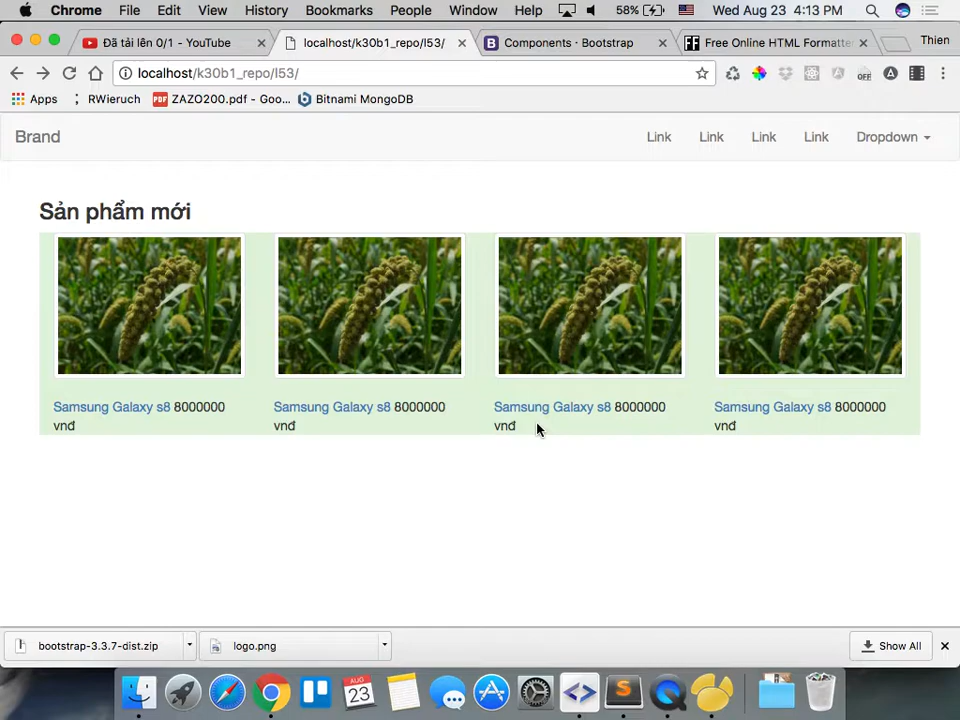 Chrome File Edit View History Bookmarks People Window Help 58% Wed Aug 23 4:13 PM
Đã tải lên 0/1 - YouTube localhost/k30b1_repo/l53/ Components · Bootstrap Free Online HTML Formatte Thien
localhost/k30b1_repo/l53/ OFF
Apps RWieruch ZAZO200.pdf - Goo... Bitnami MongoDB
Brand Link Link Link Link Dropdown
Sản phẩm mới
Samsung Galaxy s8 8000000 Samsung Galaxy s8 8000000 Samsung Galaxy s8 8000000 Samsung Galaxy s8 8000000
vnđ vnđ vnđ vnđ
bootstrap-3.3.7-dist.zip logo.png Show All
AUG
23